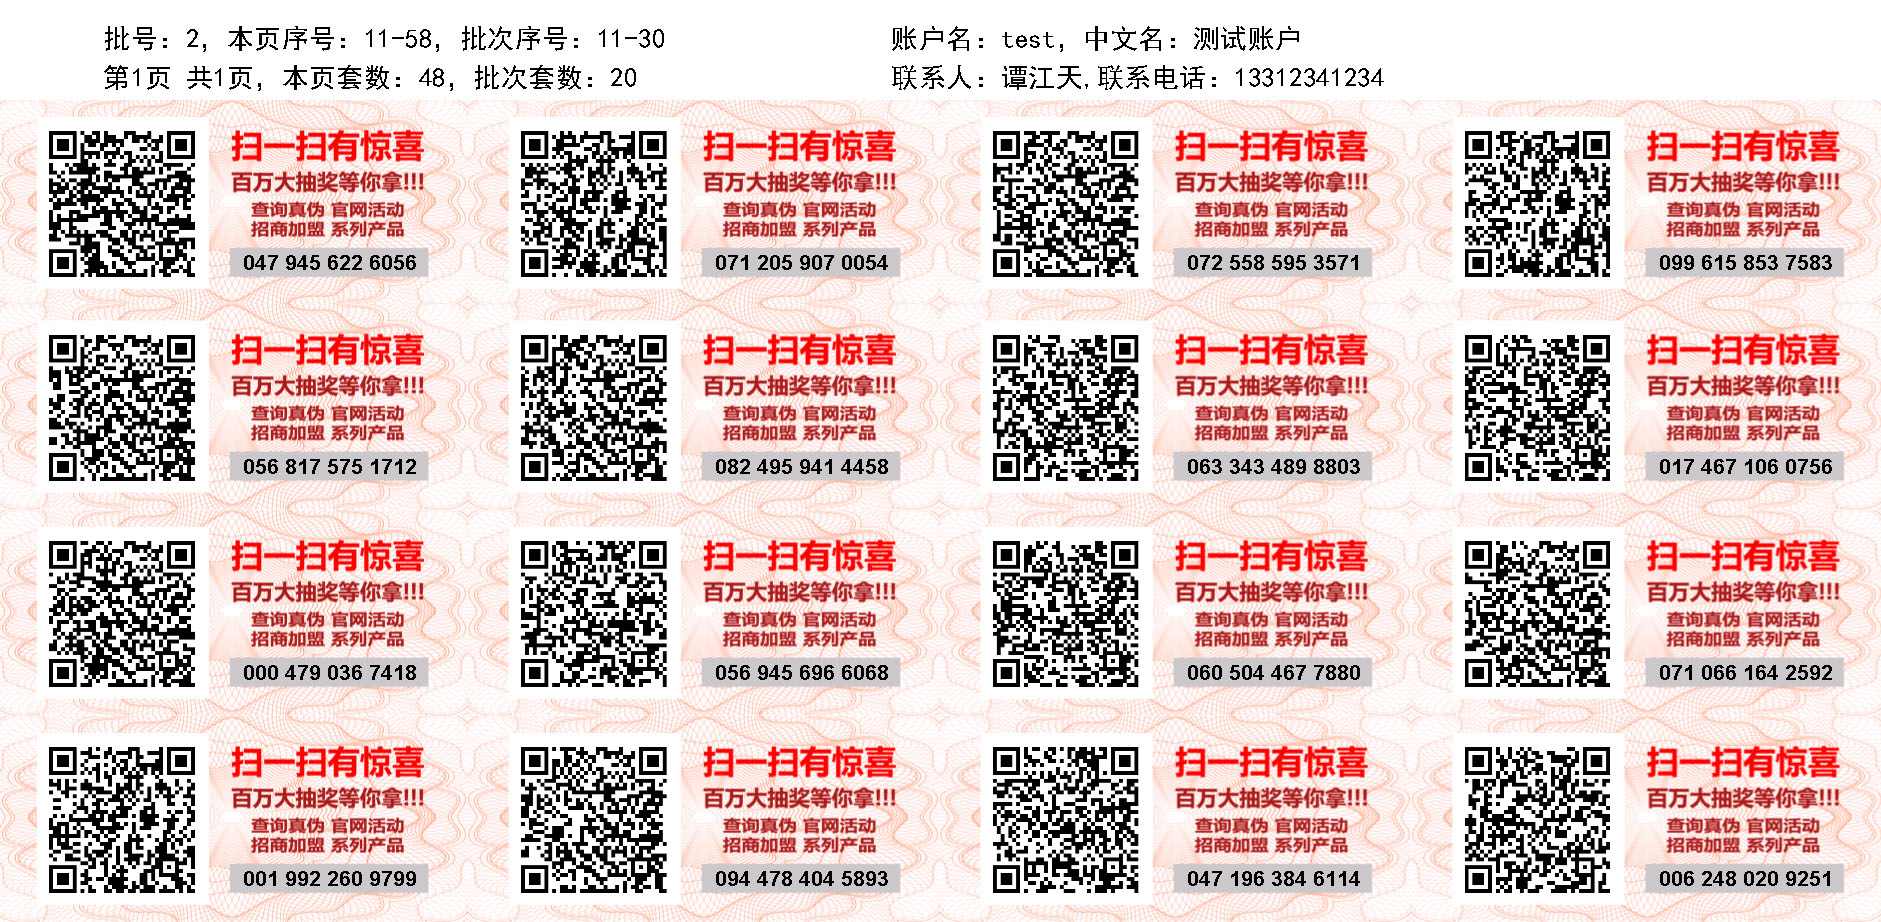 批号：2，本页序号：11-58，批次序号：11-30
账户名：test，中文名：测试账户
第1页 共1页，本页套数：48，批次套数：20
联系人：谭江天,联系电话：13312341234
扫一扫有惊喜
百万大抽奖等你拿!!!
查询真伪 官网活动
招商加盟 系列产品
047 945 622 6056
扫一扫有惊喜
百万大抽奖等你拿!!!
查询真伪 官网活动
招商加盟 系列产品
071 205 907 0054
扫一扫有惊喜
百万大抽奖等你拿!!!
查询真伪 官网活动
招商加盟 系列产品
072 558 595 3571
扫一扫有惊喜
百万大抽奖等你拿!!!
查询真伪 官网活动
招商加盟 系列产品
099 615 853 7583
扫一扫有惊喜
百万大抽奖等你拿!!!
查询真伪 官网活动
招商加盟 系列产品
056 817 575 1712
扫一扫有惊喜
百万大抽奖等你拿!!!
查询真伪 官网活动
招商加盟 系列产品
082 495 941 4458
扫一扫有惊喜
百万大抽奖等你拿!!!
查询真伪 官网活动
招商加盟 系列产品
063 343 489 8803
扫一扫有惊喜
百万大抽奖等你拿!!!
查询真伪 官网活动
招商加盟 系列产品
017 467 106 0756
扫一扫有惊喜
百万大抽奖等你拿!!!
查询真伪 官网活动
招商加盟 系列产品
000 479 036 7418
扫一扫有惊喜
百万大抽奖等你拿!!!
查询真伪 官网活动
招商加盟 系列产品
056 945 696 6068
扫一扫有惊喜
百万大抽奖等你拿!!!
查询真伪 官网活动
招商加盟 系列产品
060 504 467 7880
扫一扫有惊喜
百万大抽奖等你拿!!!
查询真伪 官网活动
招商加盟 系列产品
071 066 164 2592
扫一扫有惊喜
百万大抽奖等你拿!!!
查询真伪 官网活动
招商加盟 系列产品
001 992 260 9799
扫一扫有惊喜
百万大抽奖等你拿!!!
查询真伪 官网活动
招商加盟 系列产品
094 478 404 5893
扫一扫有惊喜
百万大抽奖等你拿!!!
查询真伪 官网活动
招商加盟 系列产品
047 196 384 6114
扫一扫有惊喜
百万大抽奖等你拿!!!
查询真伪 官网活动
招商加盟 系列产品
006 248 020 9251